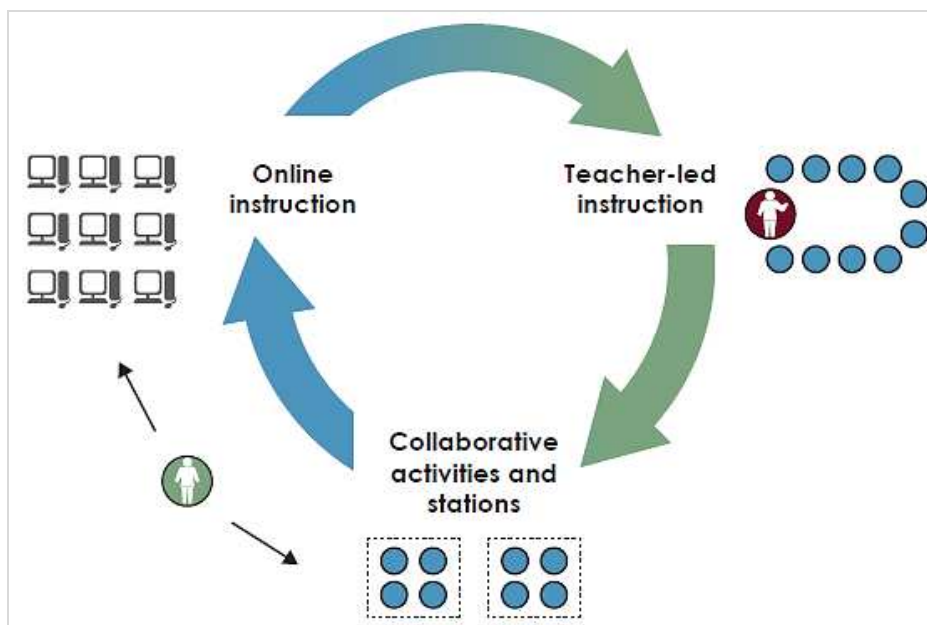 Online
instruction
Teacher-led
instruction
Collaborative
activities and
stations